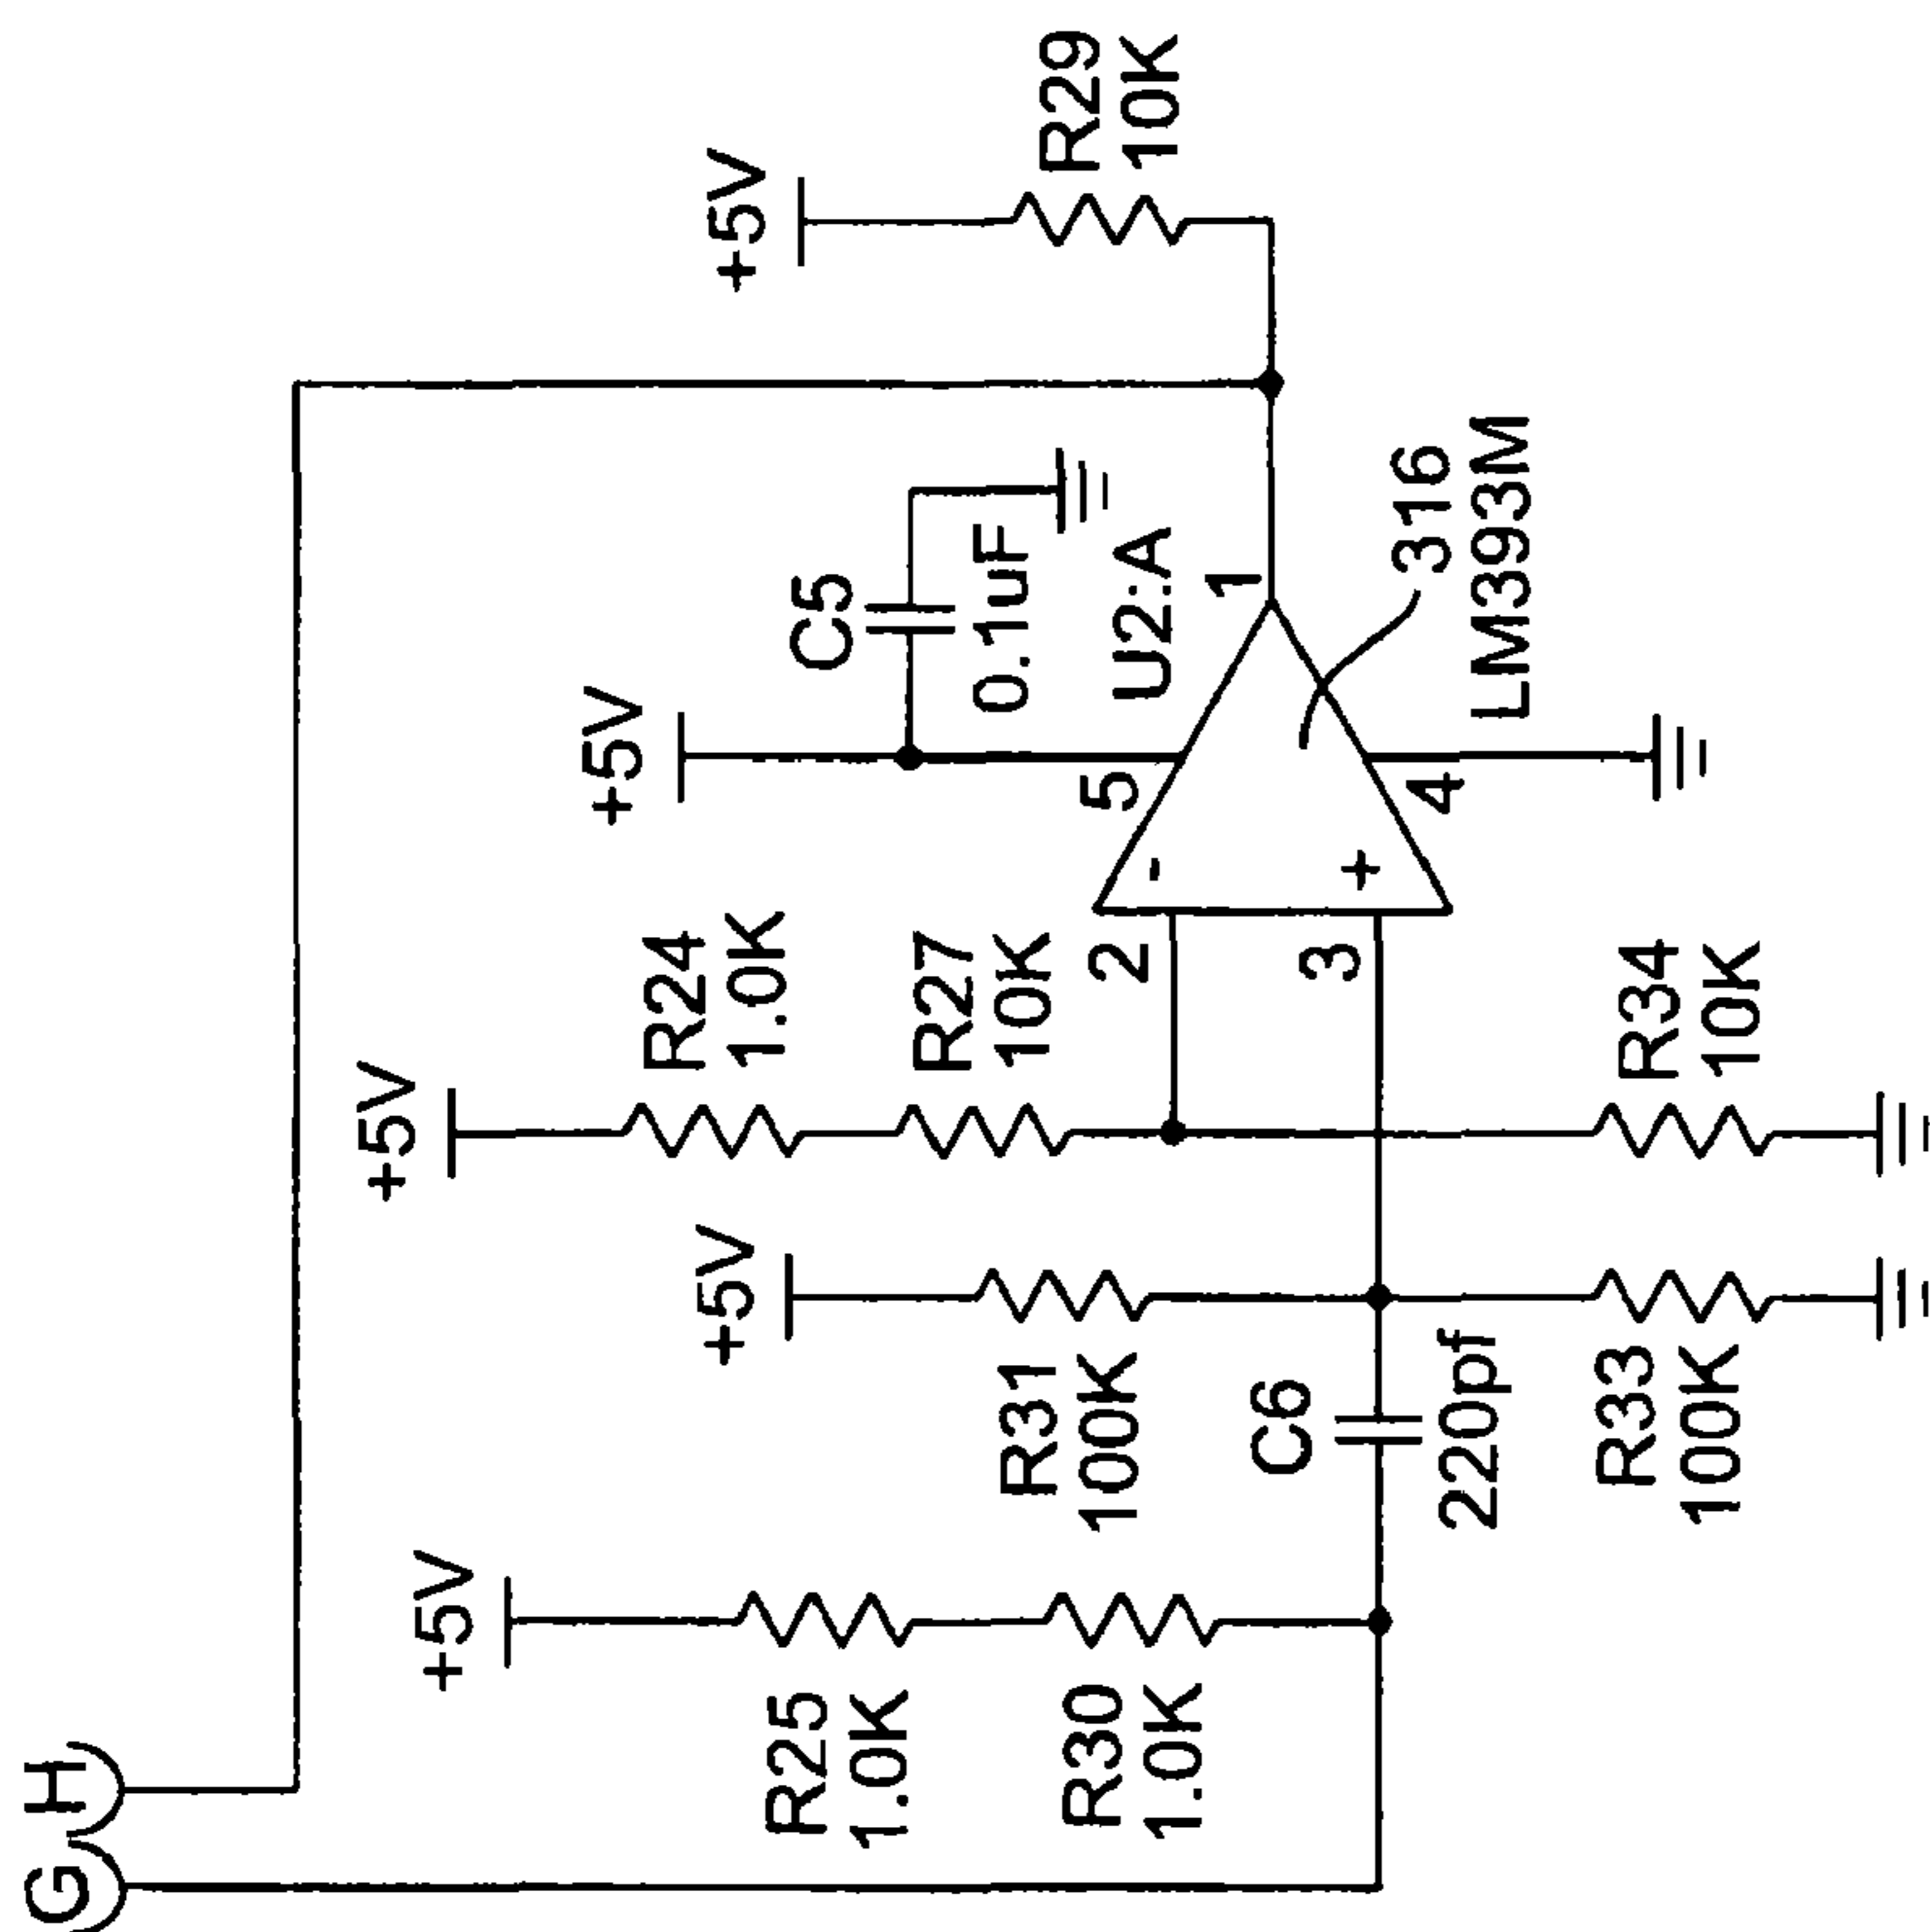 G
H
+5V
R25
1.0K
R30
1.0K
+5V
R31
100K
C6
220pf
R33
100K
+5V
R24
1.0K
R27
10K
2
3
-
+
R34
10K
+5V
C5
0.1uF
5
U2:A
1
4
316
LM393M
+5V
R29
10K